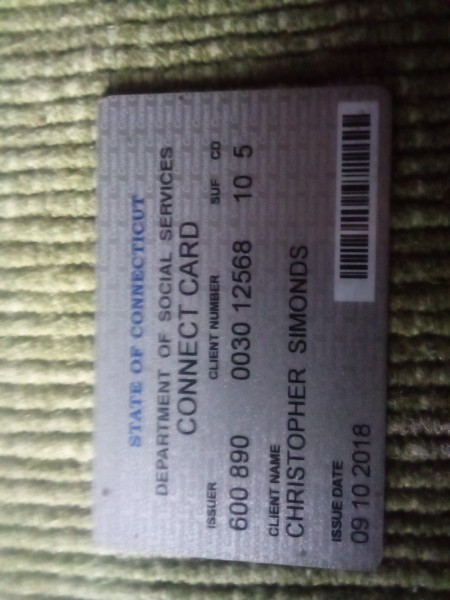 STATE OF CONNECTICUT
DEPARTMENT OF SOCIAL SERVICES
CONNECT CARD
ISSUER CLIENT NUMBER SUF CD
600 890 0030 12568 10 5
CLIENT NAME
CHRISTOPHER SIMONDS
ISSUE DATE
09 10 2018